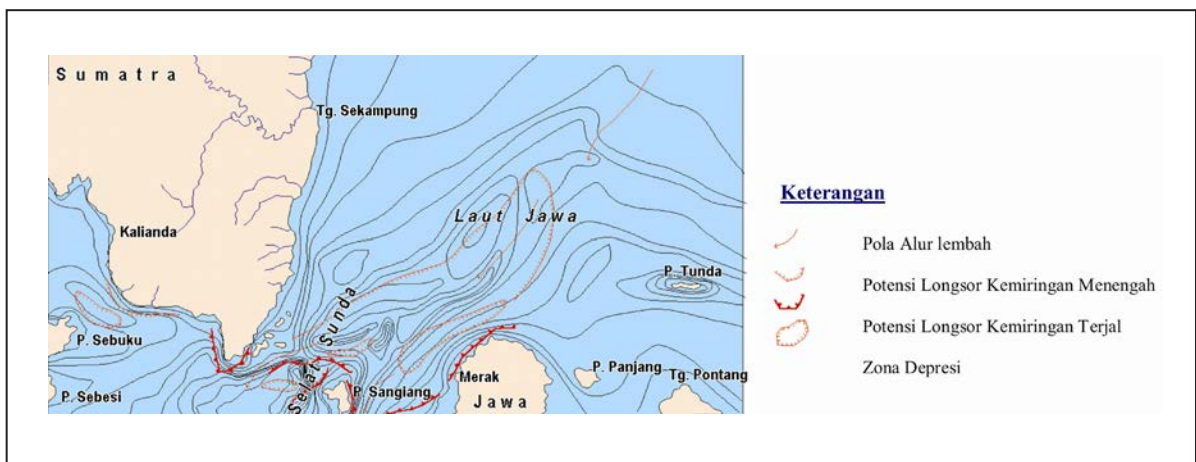 Sumatra
Tg. Sekampung
Kalianda
Laut Jawa
P. Tunda
Selat Sunda
P. Sebuku
P. Sebesi
P. Sangiang
Merak
Jawa
P. Panjang
Tg. Pontang
Keterangan
Pola Alur lembah
Potensi Longsor Kemiringan Menengah
Potensi Longsor Kemiringan Terjal
Zona Depresi